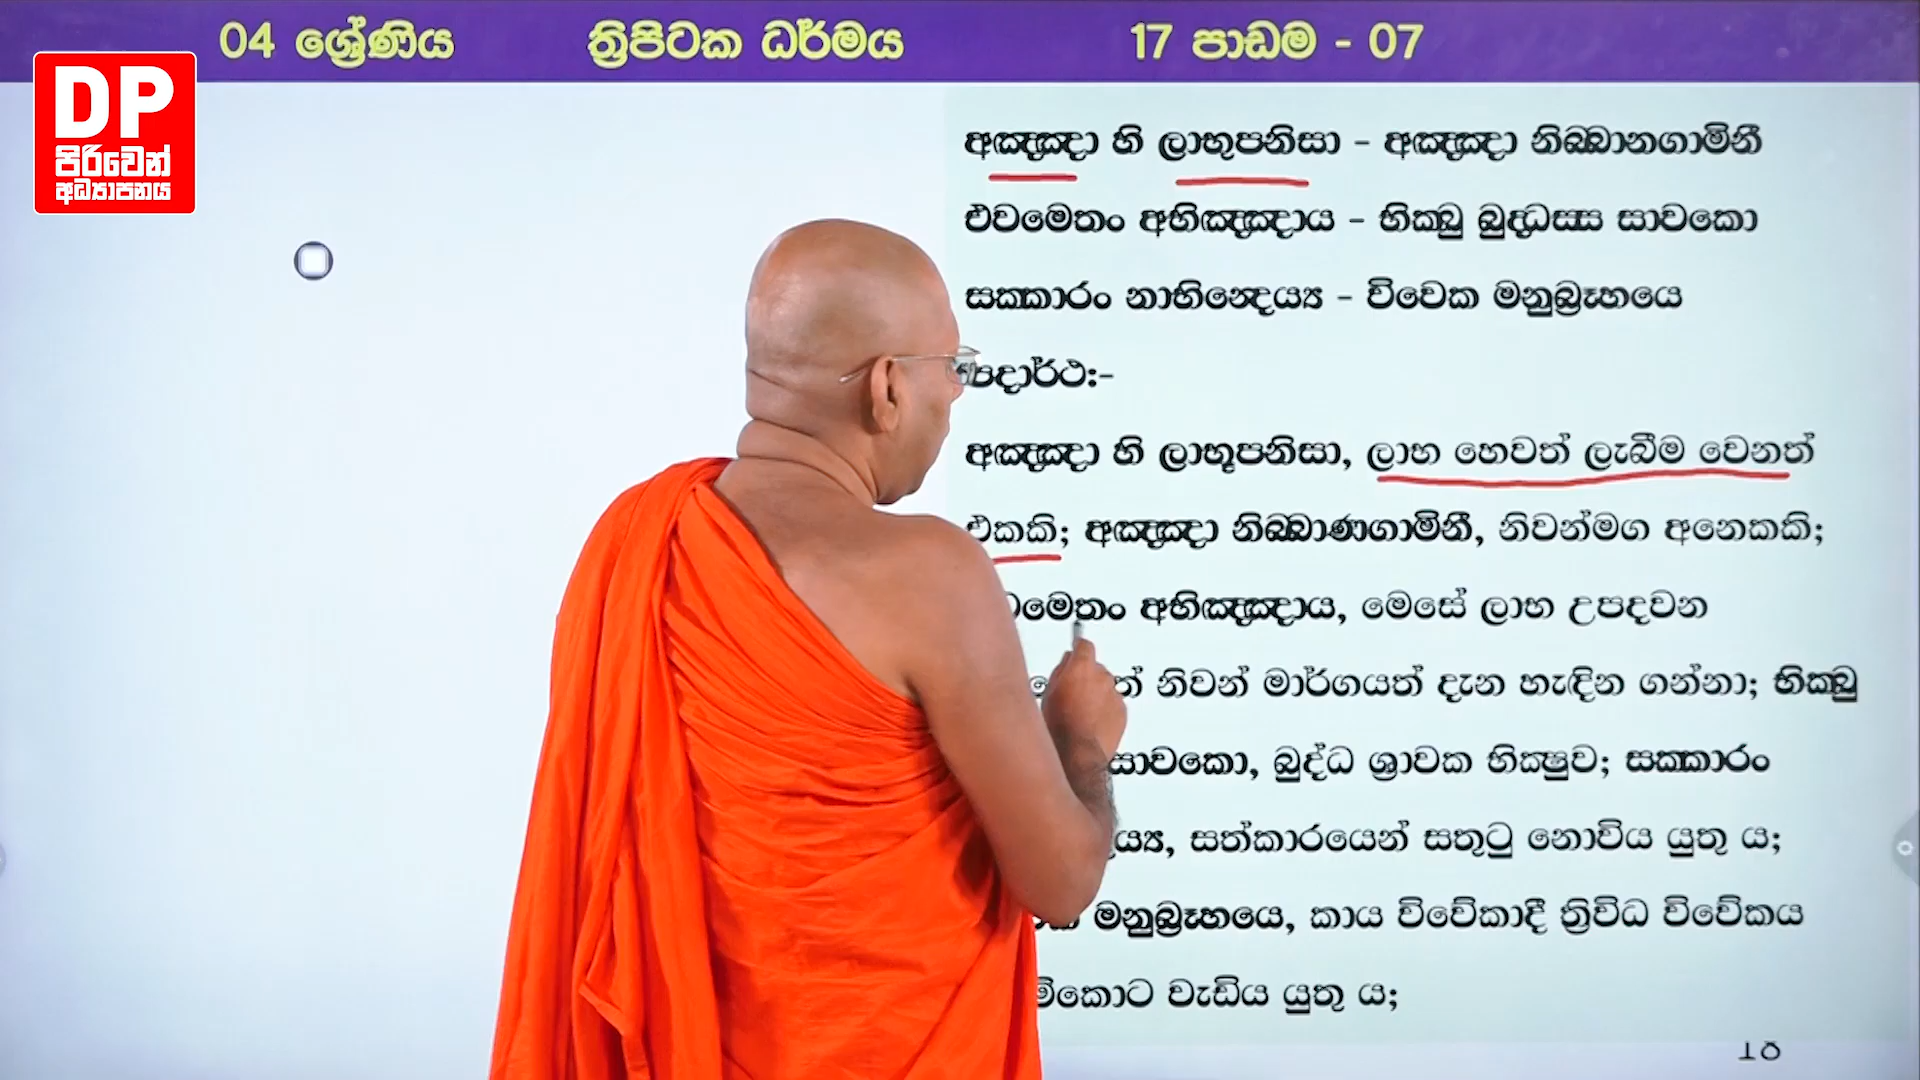 04 ශ්‍රේණිය ත්‍රිපිටක ධර්මය 17 පාඩම - 07
DP
පිරිවෙන්
අධ්‍යාපනය
අඤ්ඤා හි ලාභුපනිසා - අඤ්ඤා නිබ්බානගාමිනී
එවමෙතං අභිඤ්ඤාය - භික්ඛු බුද්ධස්ස සාවකො
සක්කාරං නාභිනන්දෙය්‍ය - විවෙක මනුබ්‍රෑහයෙ
පදාර්ථ:-
අඤ්ඤා හි ලාභූපනිසා, ලාභ හෙවත් ලැබීම වෙනත්
එකකි; අඤ්ඤා නිබ්බාණගාමිනී, නිවන්මග අනෙකකි;
අභිඤ්ඤාය, මෙසේ ලාභ උපදවන
නිවන් මාර්ගයත් දැන හැඳින ගන්නා; භික්ඛු
සාවකො, බුද්ධ ශ්‍රාවක භික්ෂුව; සක්කාරං
සත්කාරයෙන් සතුටු නොවිය යුතු ය;
මනුබ්‍රෑහයෙ, කාය විවේකාදී ත්‍රිවිධ විවේකය
වැඩිය යුතු ය;
18